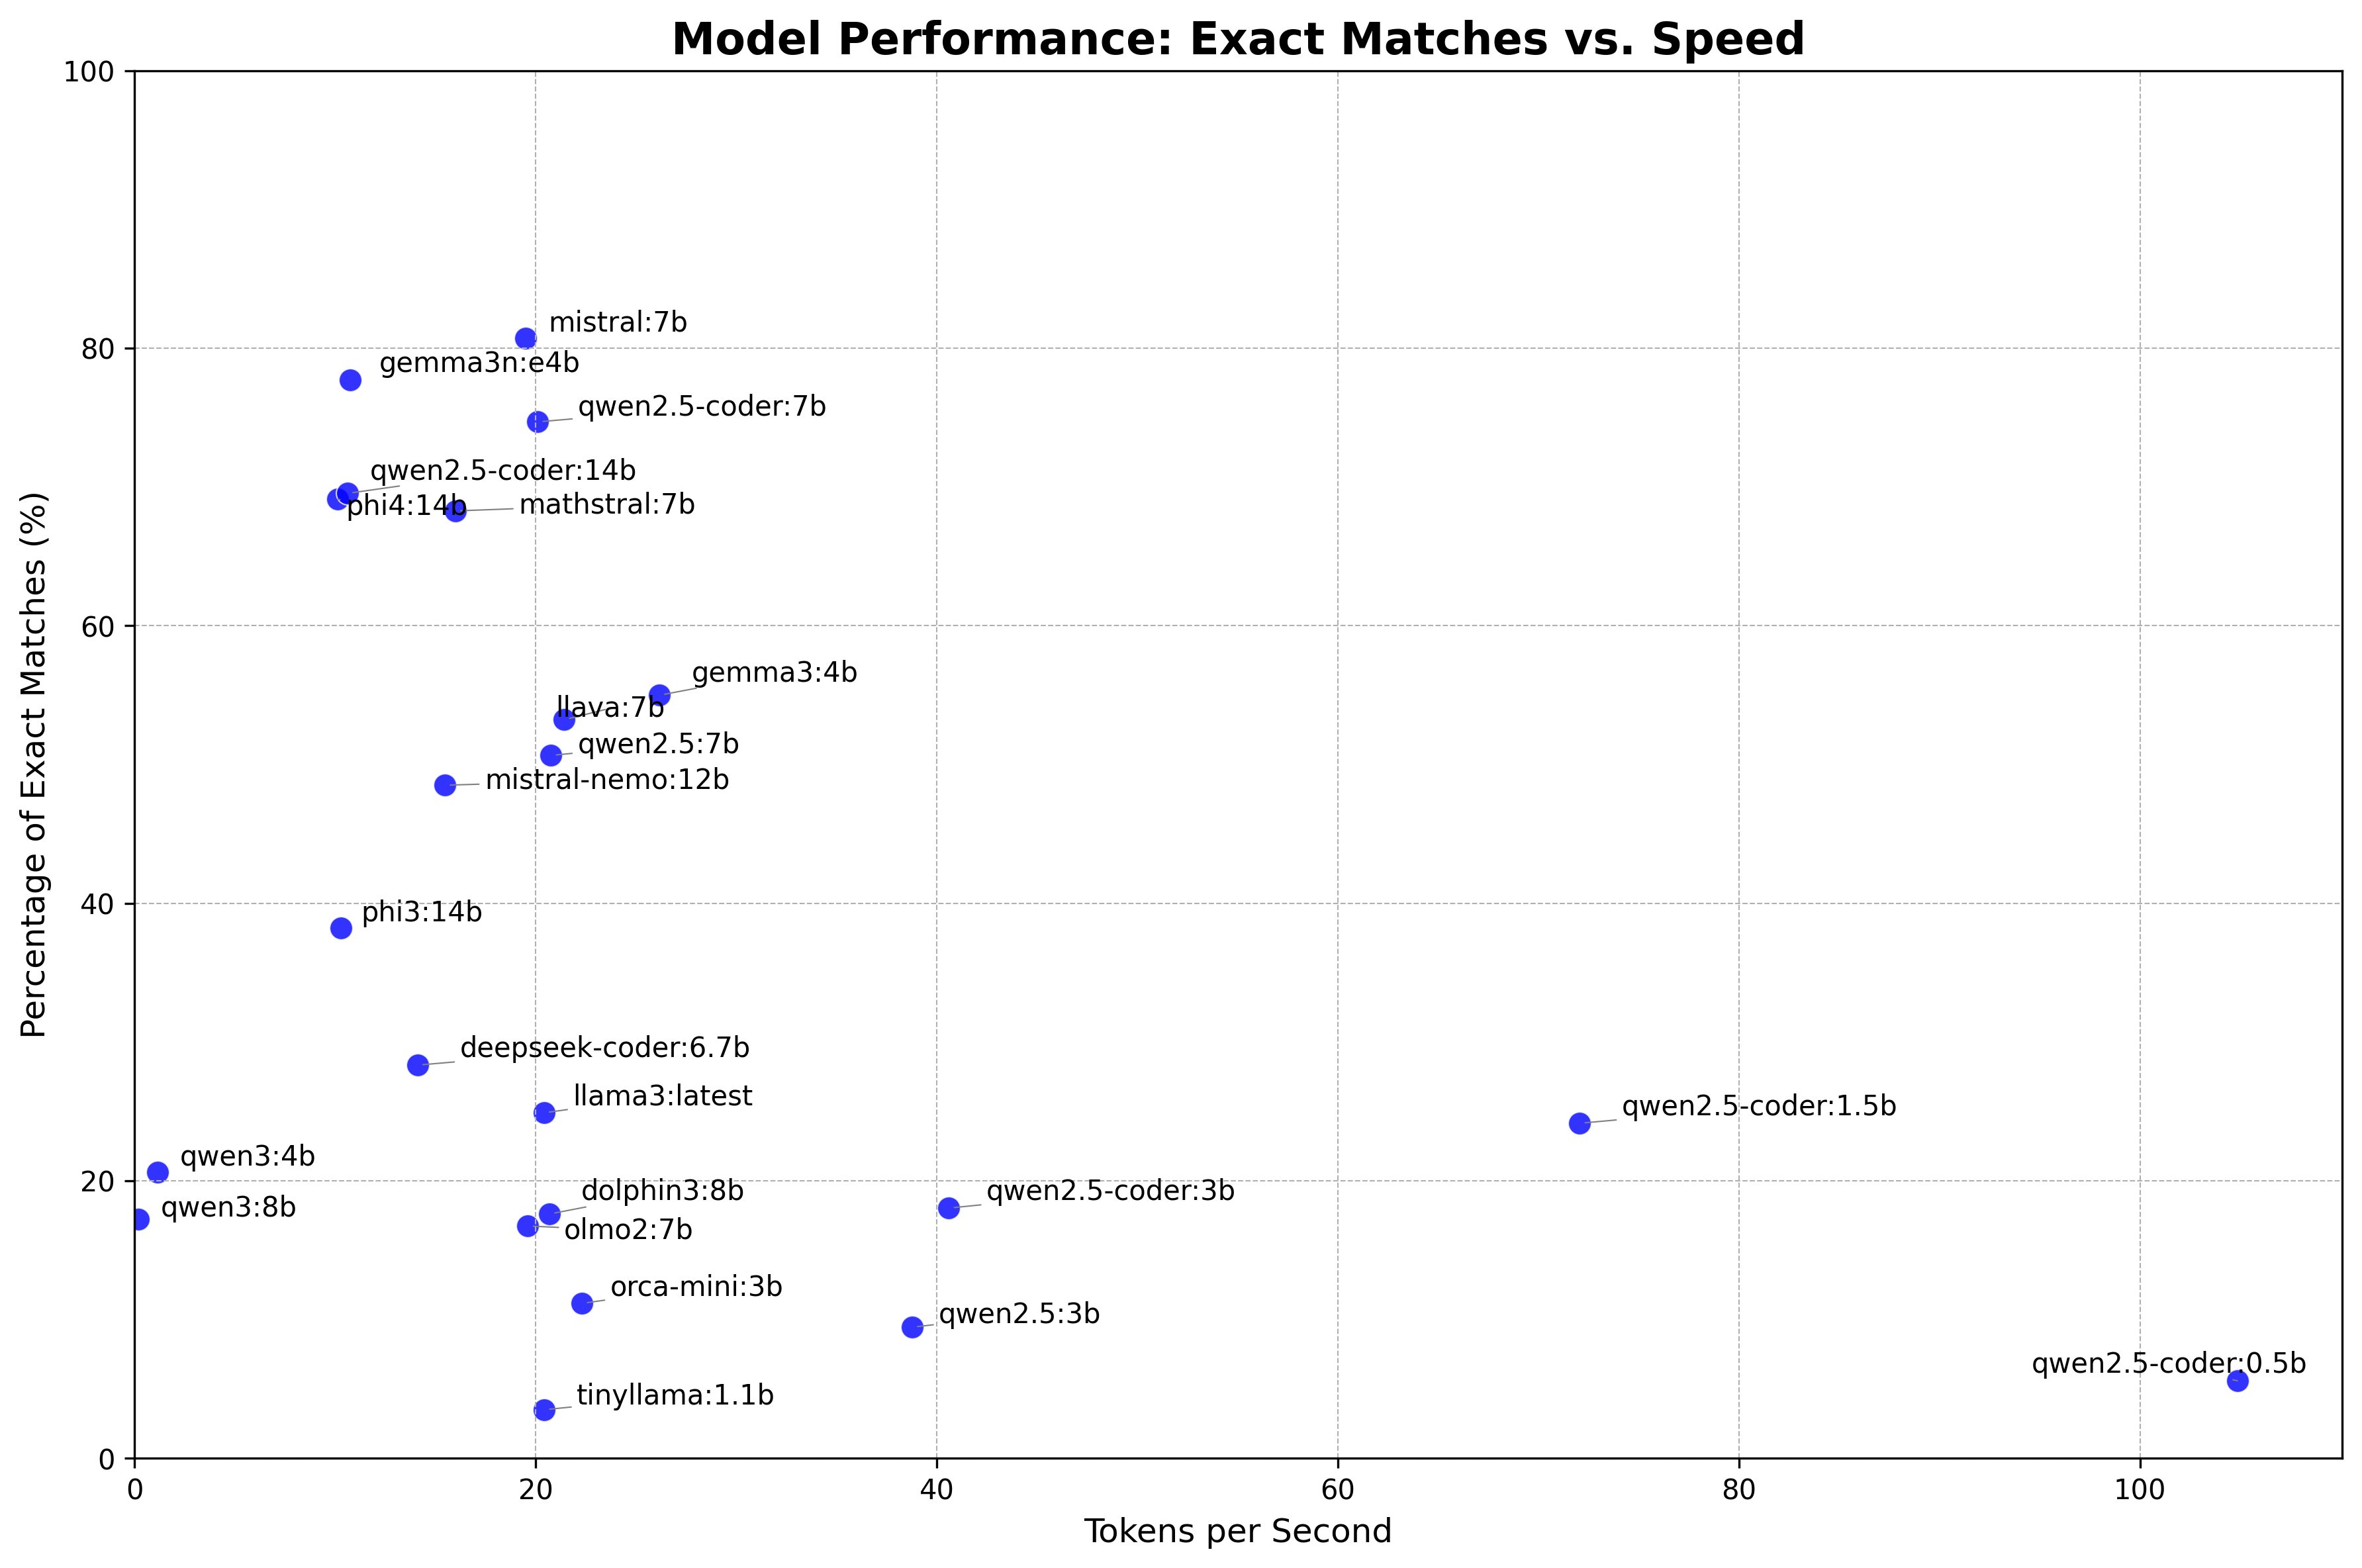 Model Performance: Exact Matches vs. Speed
Percentage of Exact Matches (%)
100
80
60
40
20
0
mistral:7b
gemma3n:e4b
qwen2.5-coder:7b
qwen2.5-coder:14b
phi4:14b
mathstral:7b
gemma3:4b
llava:7b
qwen2.5:7b
mistral-nemo:12b
phi3:14b
deepseek-coder:6.7b
llama3:latest
qwen2.5-coder:1.5b
qwen3:4b
qwen3:8b
dolphin3:8b
qwen2.5-coder:3b
olmo2:7b
orca-mini:3b
qwen2.5:3b
qwen2.5-coder:0.5b
tinyllama:1.1b
0
20
40
60
80
100
Tokens per Second